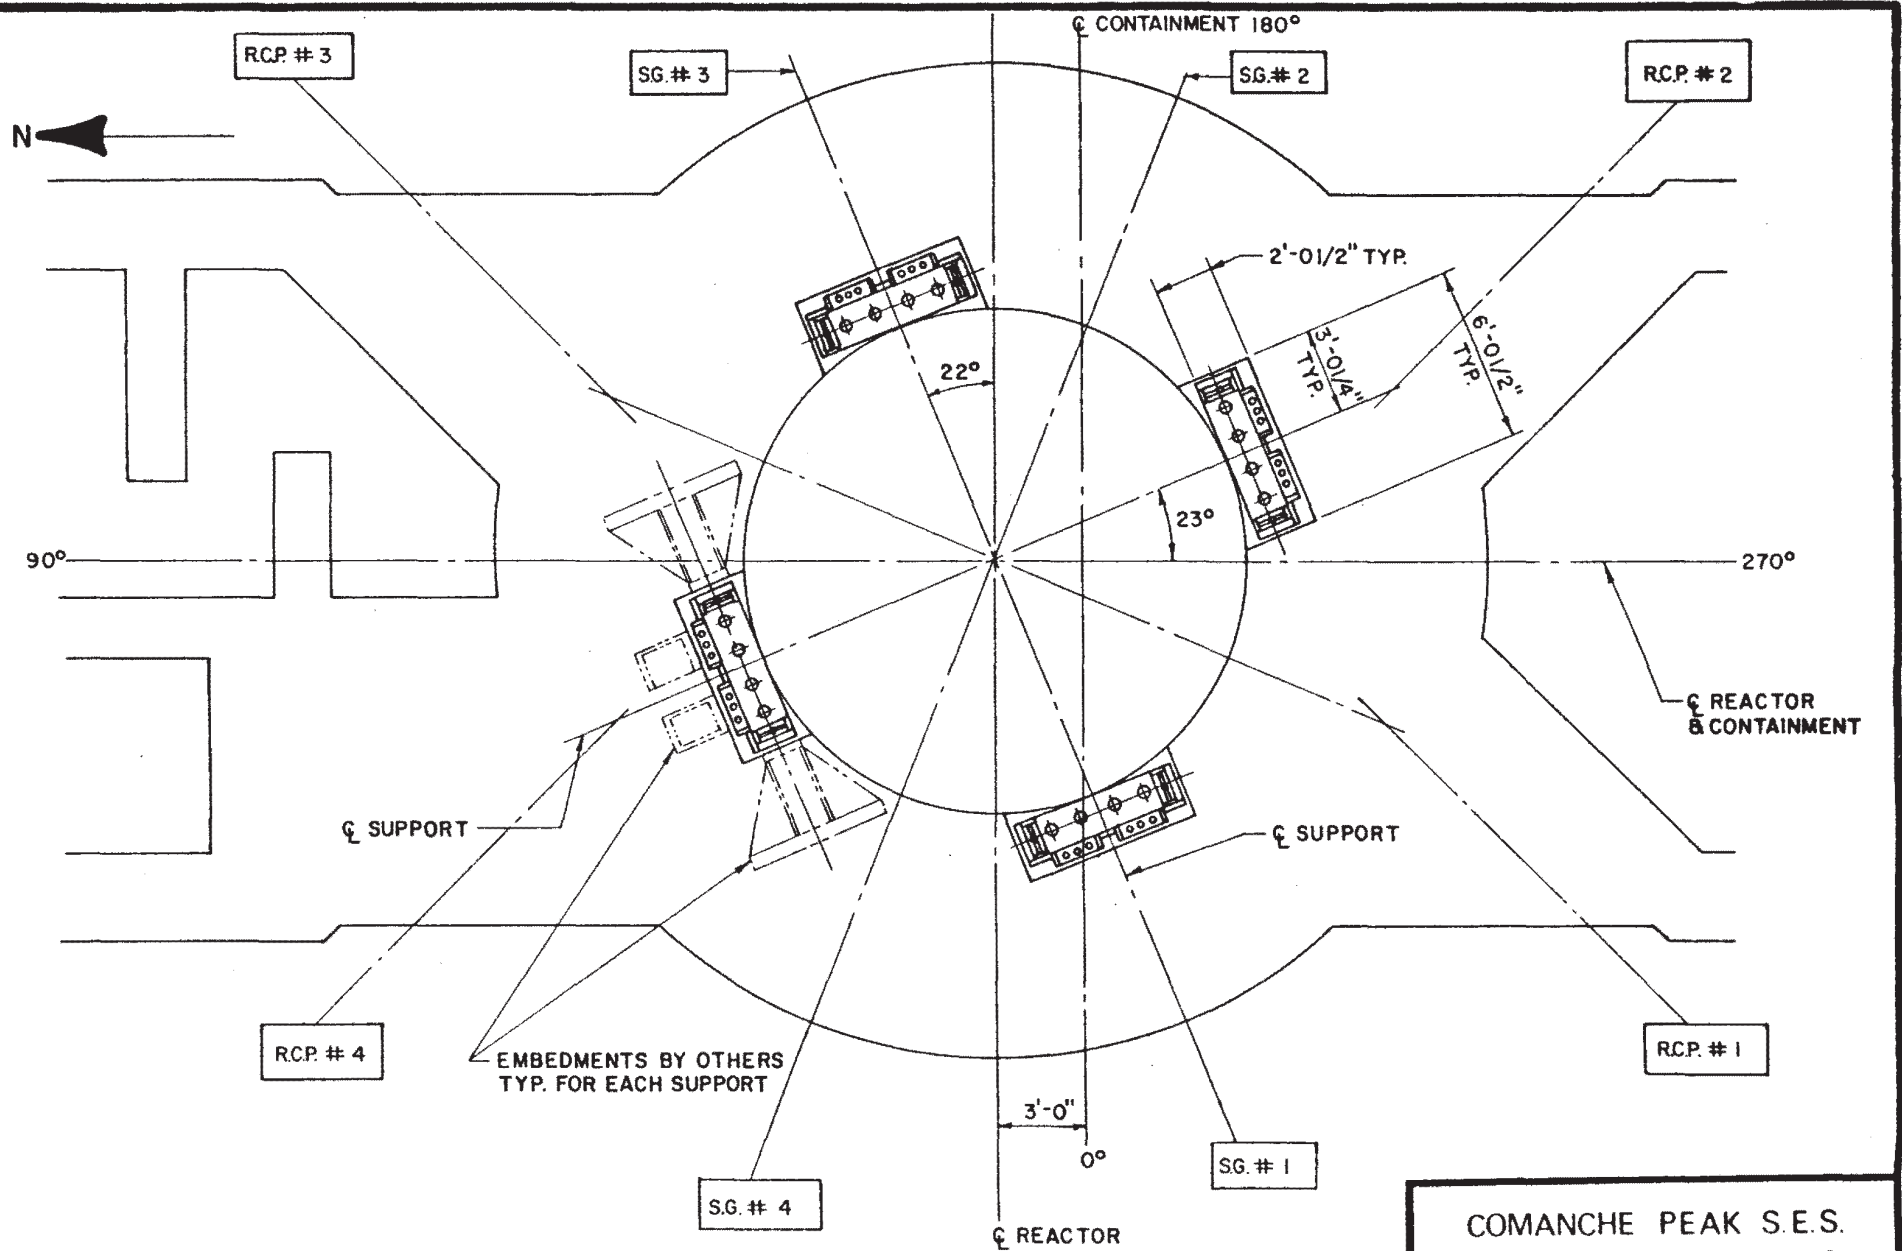 ℄ CONTAINMENT 180°
R.C.P. # 3
S.G. # 3
S.G. # 2
R.C.P. # 2
N
2'-0 1/2" TYP.
3'-0 1/4"
TYP.
6'-0 1/2"
TYP.
22°
23°
90°
270°
℄ REACTOR
& CONTAINMENT
℄ SUPPORT
℄ SUPPORT
R.C.P. # 4
EMBEDMENTS BY OTHERS
TYP. FOR EACH SUPPORT
R.C.P. # 1
3'-0"
0°
S.G. # 1
S.G. # 4
℄ REACTOR
COMANCHE PEAK S.E.S.